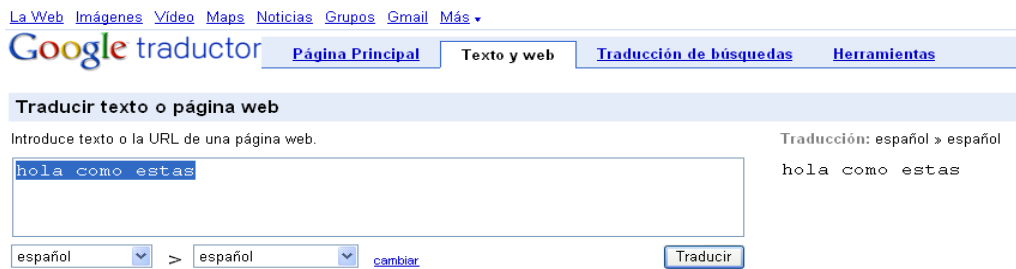 La Web Imágenes Vídeo Maps Noticias Grupos Gmail Más
Google traductor Página Principal Texto y web Traducción de búsquedas Herramientas
Traducir texto o página web
Introduce texto o la URL de una página web.
Traducción: español » español
hola como estas
hola como estas
español > español cambiar Traducir